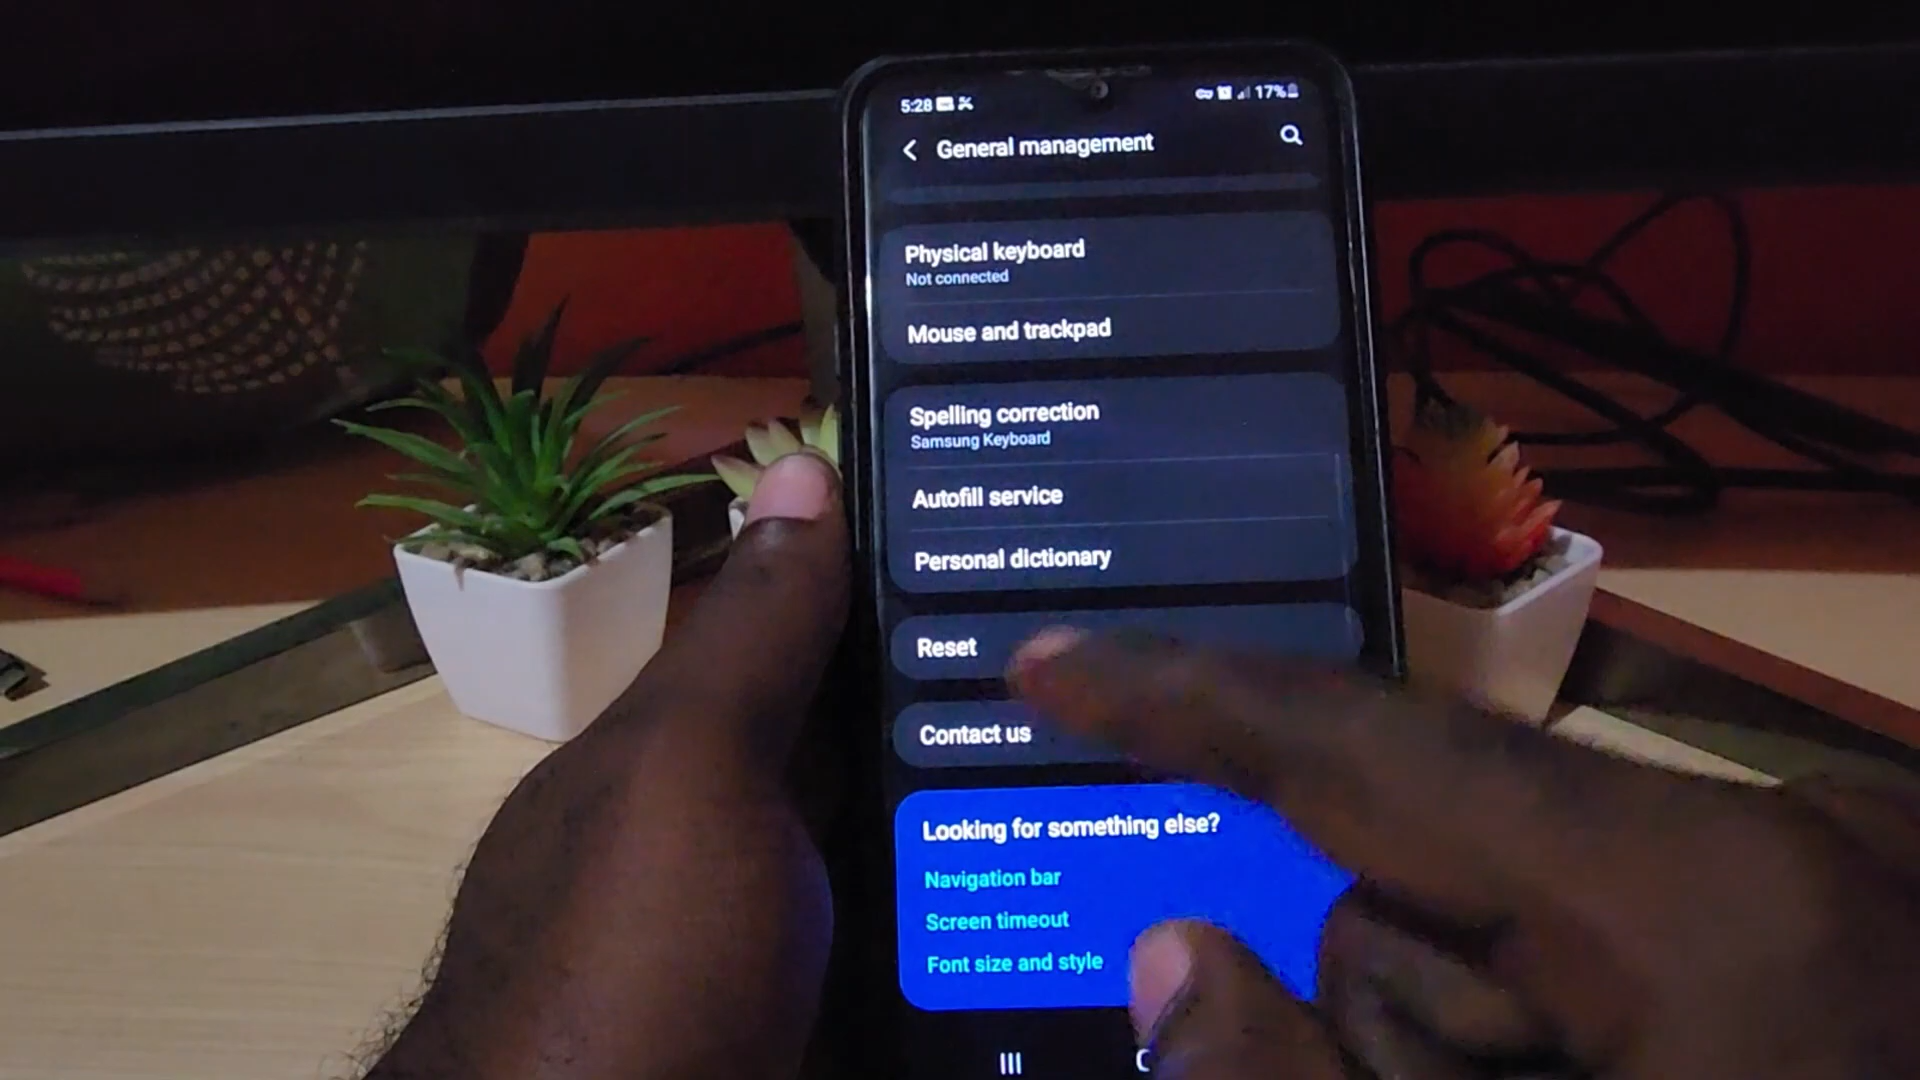 5:28
17%
General management
Physical keyboard
Not connected
Mouse and trackpad
Spelling correction
Samsung Keyboard
Autofill service
Personal dictionary
Reset
Contact us
Looking for something else?
Navigation bar
Screen timeout
Font size and style